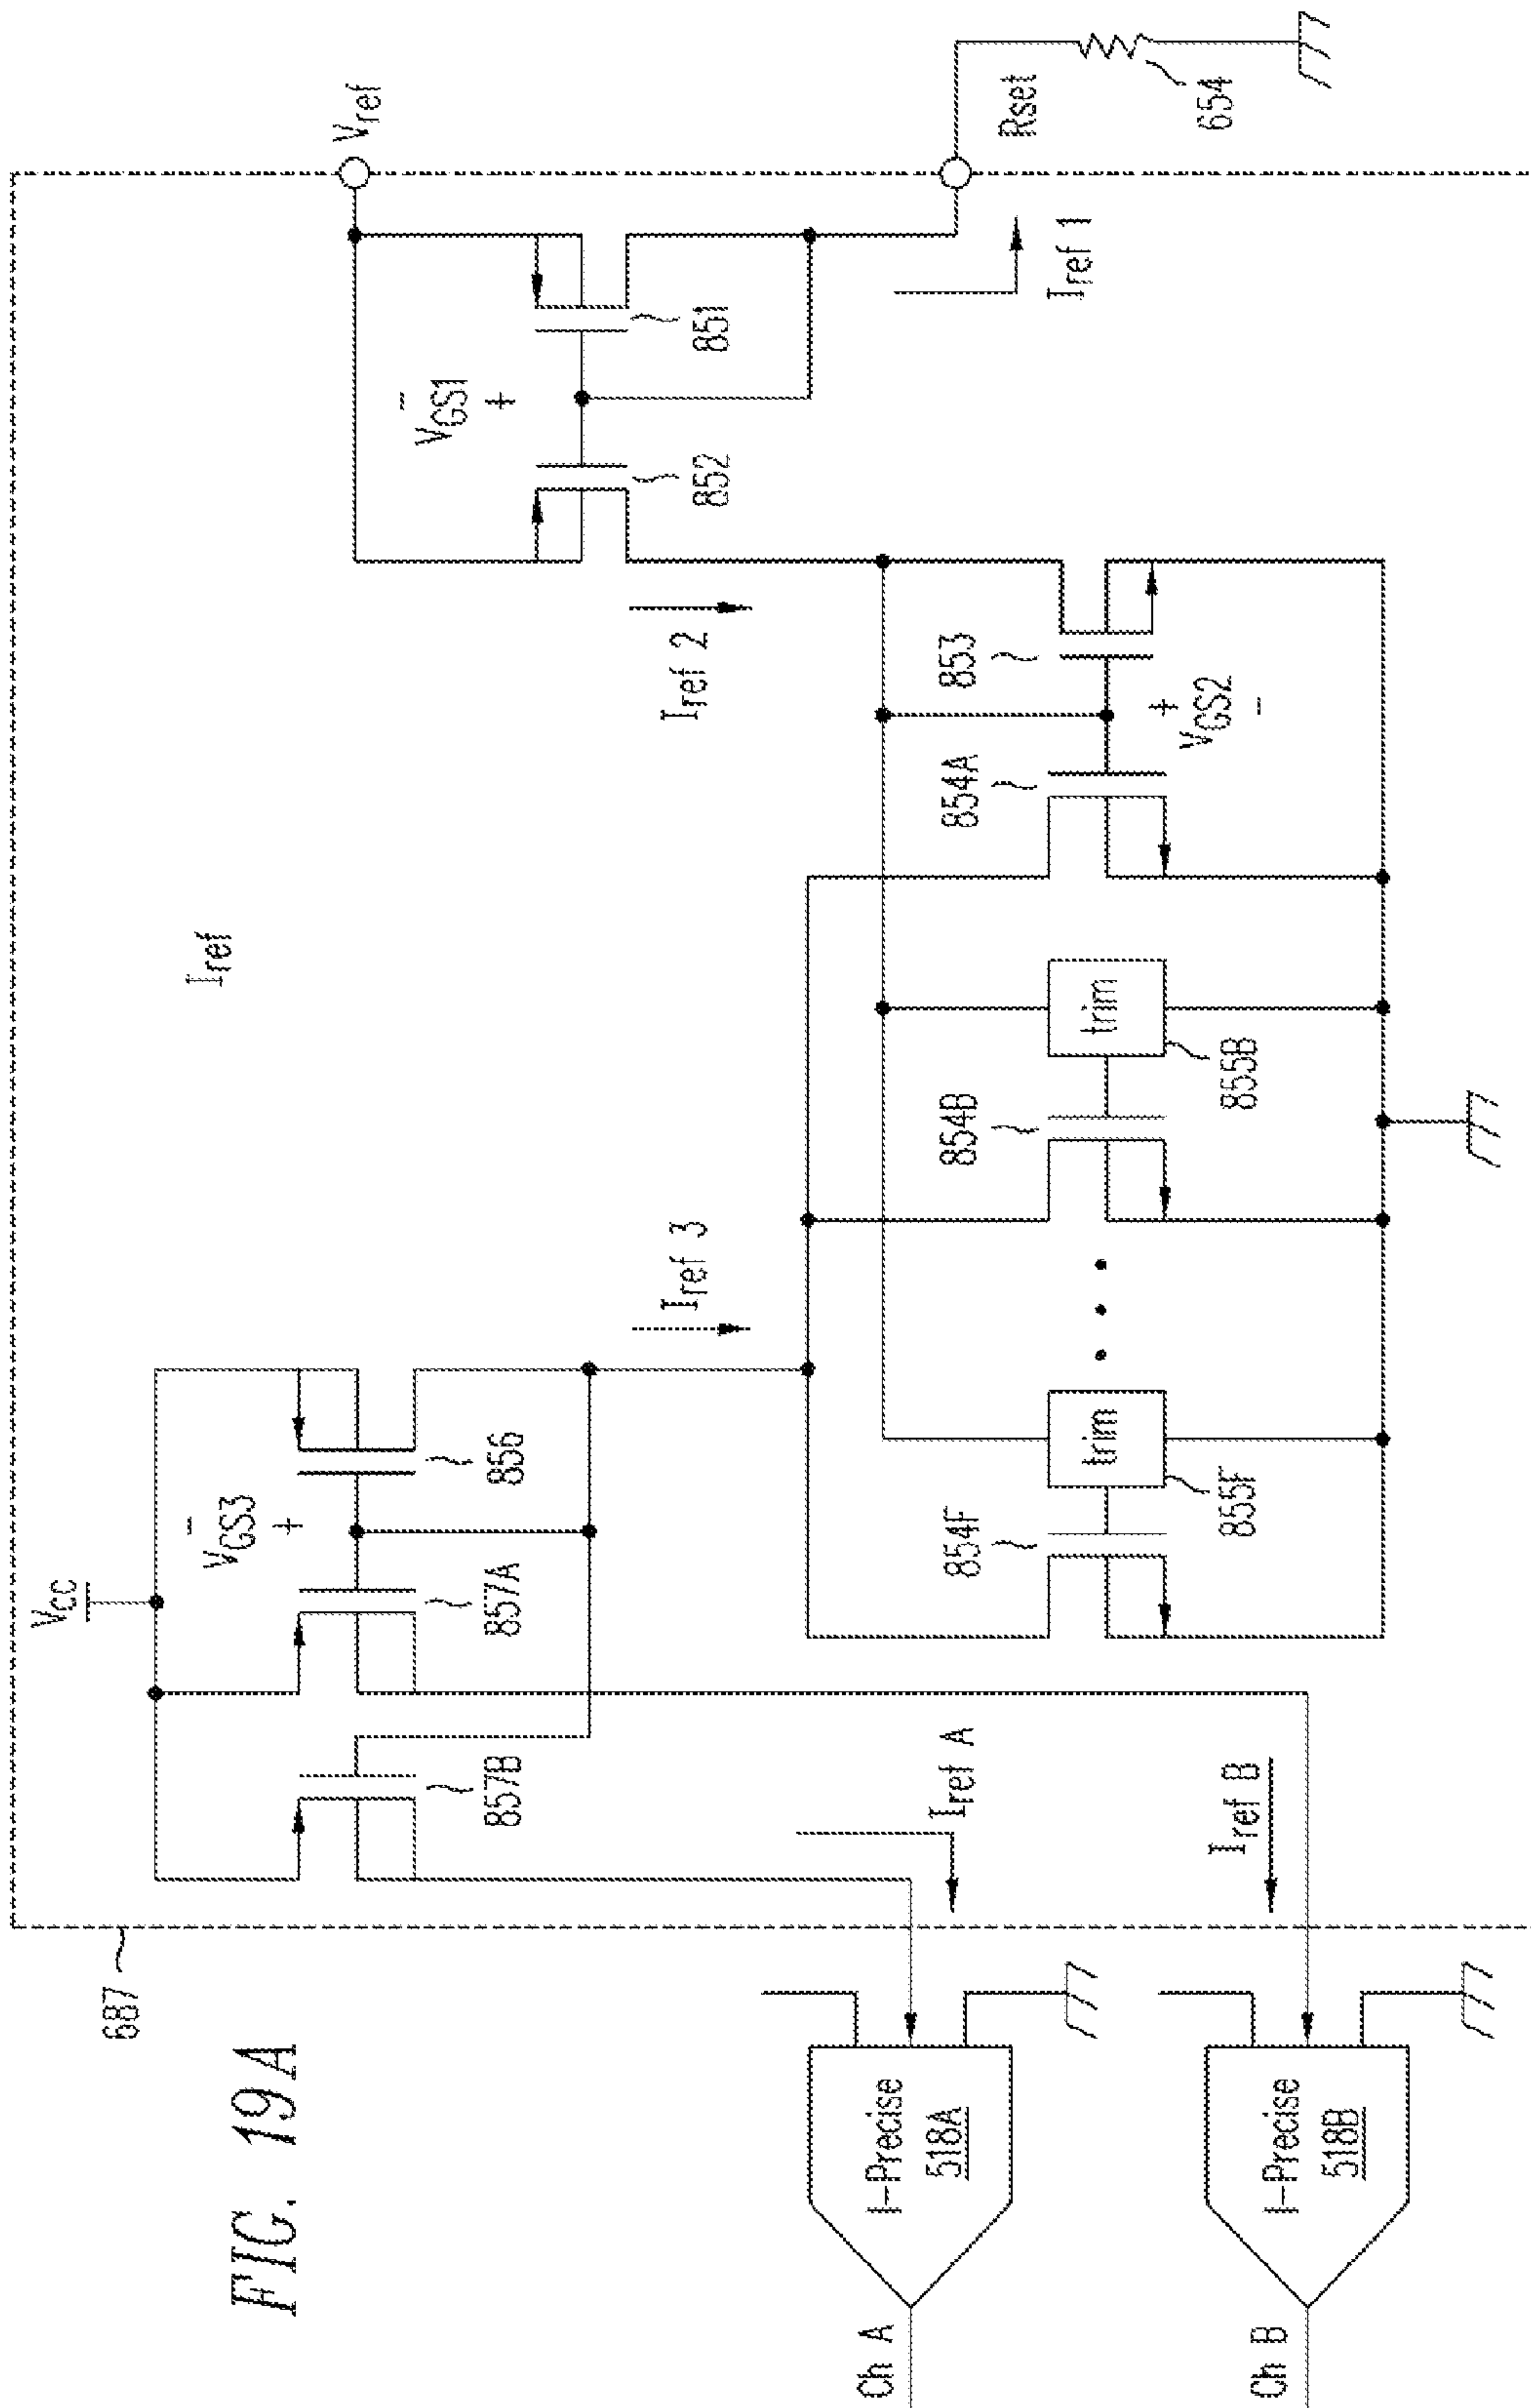 FIG. 19A
687
Vcc
Iref
Vref
VGS3
-
+
857B
857A
856
VGS1
-
+
852
851
Iref 3
Iref 2
Iref 1
Rset
654
Iref A
Iref B
854F
trim
855F
854B
trim
855B
854A
853
+
VGS2
-
I-Precise
518A
Ch A
I-Precise
518B
Ch B